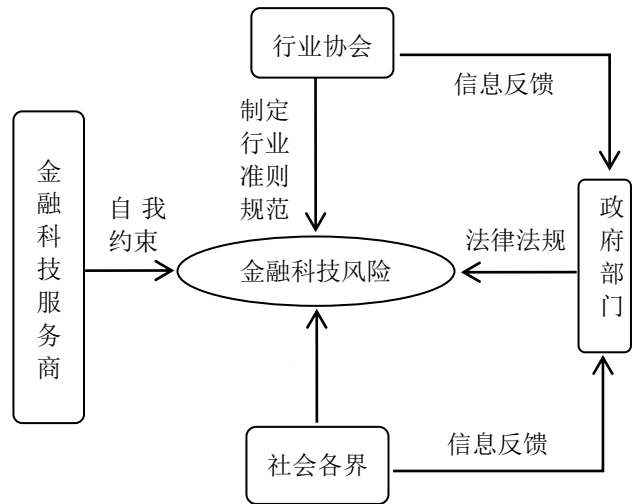 行业协会
信息反馈
制定
行业
准则
规范
金融科技服务商
自我
约束
金融科技风险
法律法规
政府部门
社会各界
信息反馈